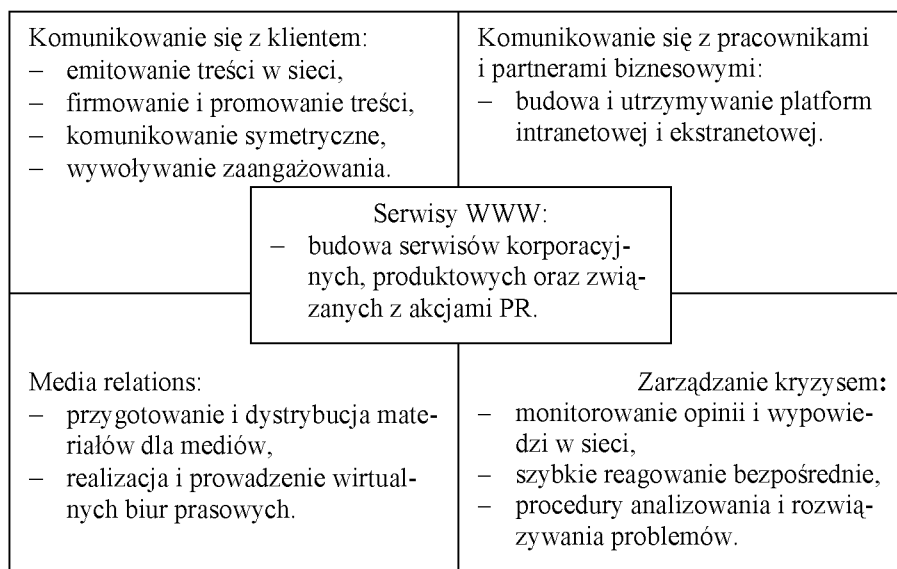 Komunikowanie się z klientem:
– emitowanie treści w sieci,
– firmowanie i promowanie treści,
– komunikowanie symetryczne,
– wywoływanie zaangażowania.
Komunikowanie się z pracownikami
i partnerami biznesowymi:
– budowa i utrzymywanie platform
intranetowej i ekstranetowej.
Serwisy WWW:
– budowa serwisów korporacyj-
nych, produktowych oraz zwią-
zanych z akcjami PR.
Media relations:
– przygotowanie i dystrybucja mate-
riałów dla mediów,
– realizacja i prowadzenie wirtual-
nych biur prasowych.
Zarządzanie kryzysem:
– monitorowanie opinii i wypowie-
dzi w sieci,
– szybkie reagowanie bezpośrednie,
– procedury analizowania i rozwią-
zywania problemów.